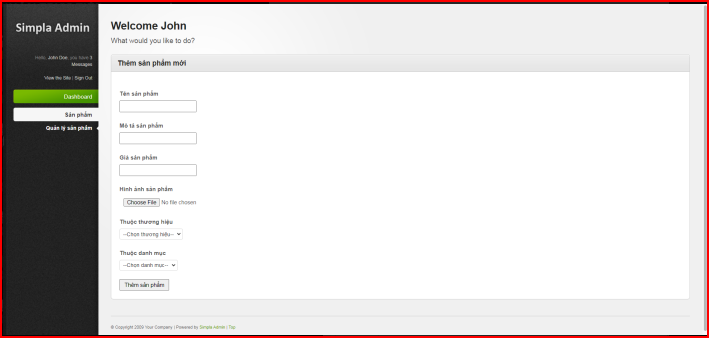 Simpla Admin
Hello, John Doe, you have 3
Messages
View the Site | Sign Out
Dashboard
Sản phẩm
Quản lý sản phẩm
Welcome John
What would you like to do?
Thêm sản phẩm mới
Tên sản phẩm
Mô tả sản phẩm
Giá sản phẩm
Hình ảnh sản phẩm
Choose File No file chosen
Thuộc thương hiệu
--Chọn thương hiệu--
Thuộc danh mục
--Chọn danh mục--
Thêm sản phẩm
© Copyright 2009 Your Company | Powered by Simpla Admin | Top